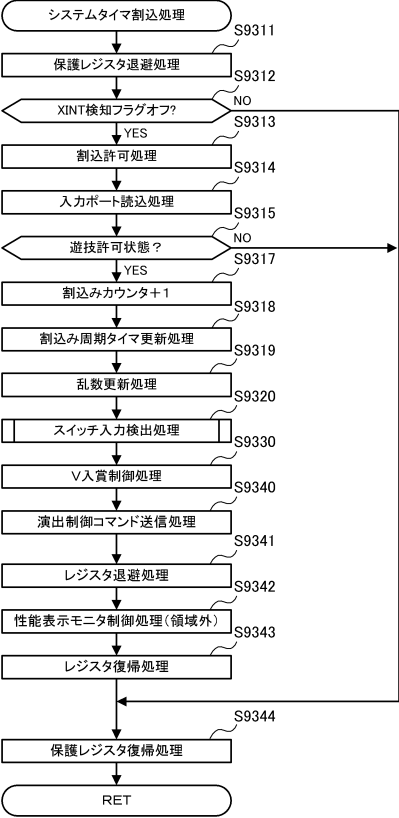 システムタイマ割込処理
S9311
保護レジスタ退避処理
S9312
XINT検知フラグオフ?
NO
YES
S9313
割込許可処理
S9314
入力ポート読込処理
S9315
遊技許可状態？
NO
YES
S9317
割込みカウンタ＋１
S9318
割込み周期タイマ更新処理
S9319
乱数更新処理
S9320
スイッチ入力検出処理
S9330
Ｖ入賞制御処理
S9340
演出制御コマンド送信処理
S9341
レジスタ退避処理
S9342
性能表示モニタ制御処理（領域外）
S9343
レジスタ復帰処理
S9344
保護レジスタ復帰処理
RET